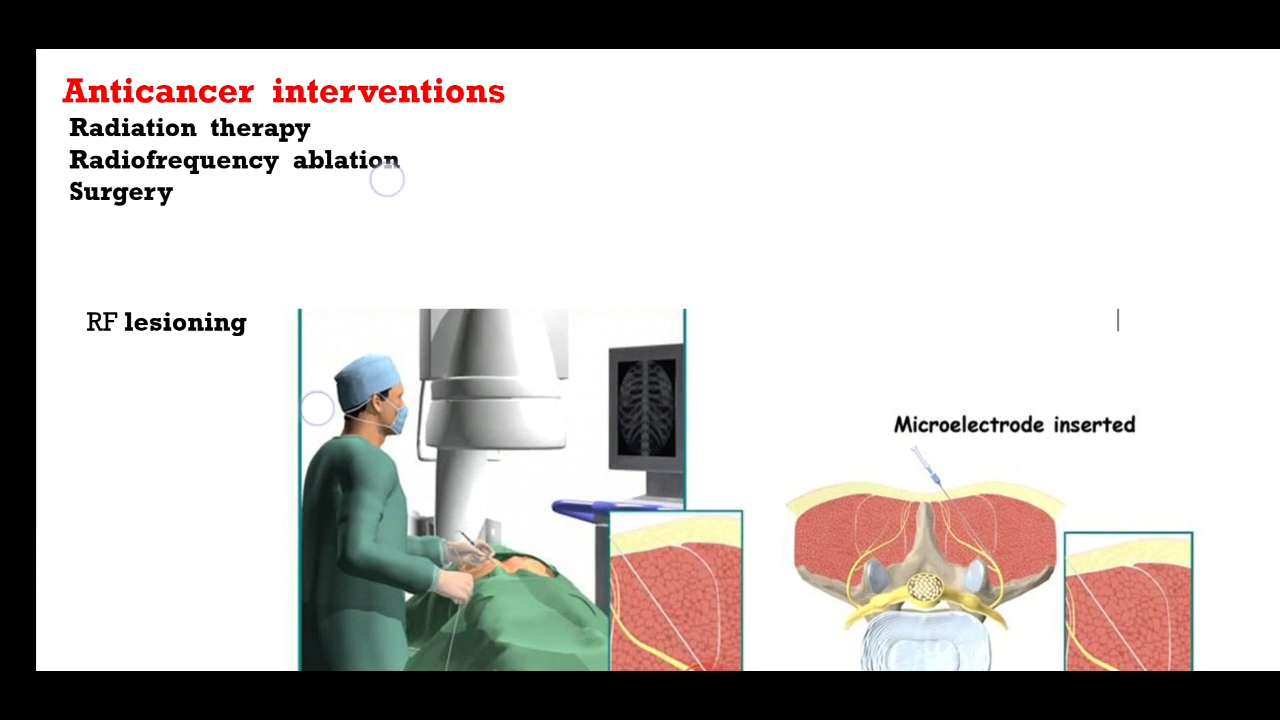 Anticancer interventions
Radiation therapy
Radiofrequency ablation
Surgery
RF lesioning
Microelectrode inserted